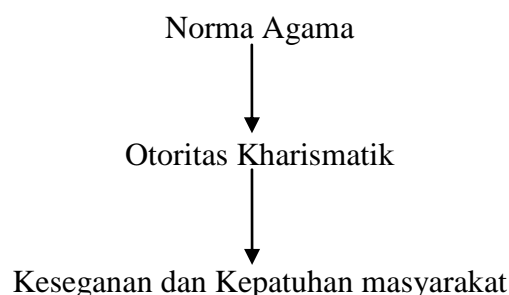 Norma Agama
Otoritas Kharismatik
Keseganan dan Kepatuhan masyarakat